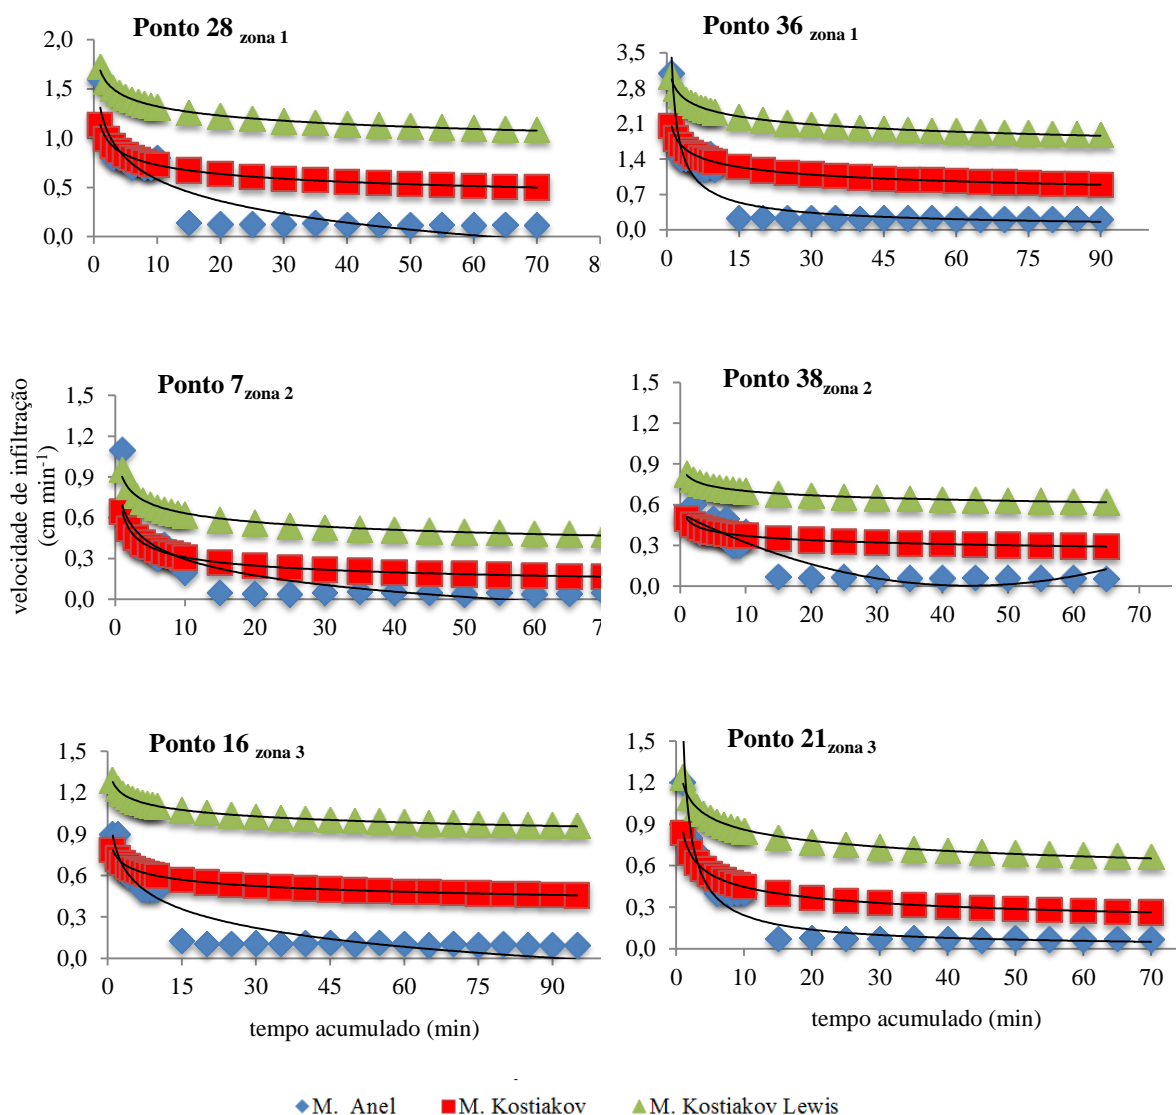 Ponto 28 zona 1
2,0
1,5
1,0
0,5
0,0
0 10 20 30 40 50 60 70 8
Ponto 36 zona 1
3,5
2,8
2,1
1,4
0,7
0,0
0 15 30 45 60 75 90
velocidade de infiltração
(cm min-1)
Ponto 7 zona 2
1,5
1,2
0,9
0,6
0,3
0,0
0 10 20 30 40 50 60 7
Ponto 38 zona 2
1,5
1,2
0,9
0,6
0,3
0,0
0 10 20 30 40 50 60 70
Ponto 16 zona 3
1,5
1,2
0,9
0,6
0,3
0,0
0 15 30 45 60 75 90
tempo acumulado (min)
Ponto 21 zona 3
1,5
1,2
0,9
0,6
0,3
0,0
0 10 20 30 40 50 60 70
tempo acumulado (min)
M. Anel M. Kostiakov M. Kostiakov Lewis